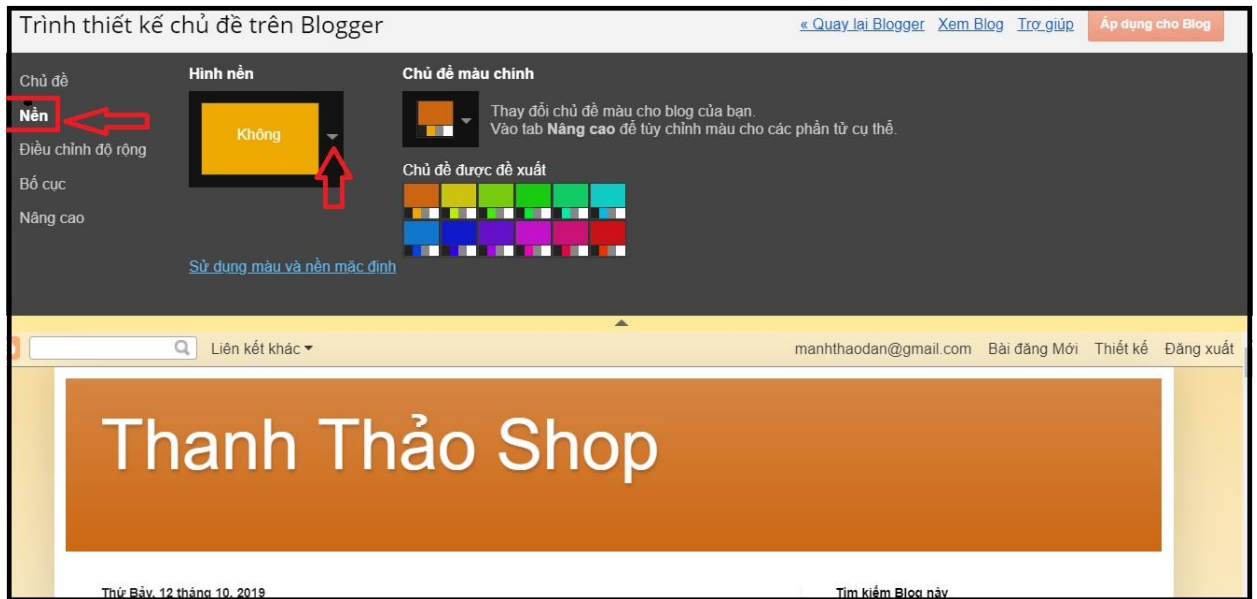 Trình thiết kế chủ đề trên Blogger
« Quay lại Blogger Xem Blog Trợ giúp Áp dụng cho Blog
Chủ đề
Nền
Điều chỉnh độ rộng
Bố cục
Nâng cao
Hình nền
Không
Sử dụng màu và nền mặc định
Chủ đề màu chính
Thay đổi chủ đề màu cho blog của bạn.
Vào tab Nâng cao để tùy chỉnh màu cho các phần tử cụ thể.
Chủ đề được đề xuất
Liên kết khác manhthaodan@gmail.com Bài đăng Mới Thiết kế Đăng xuất
Thanh Thảo Shop
Thứ Bảy, 12 tháng 10, 2019
Tìm kiếm Blog này